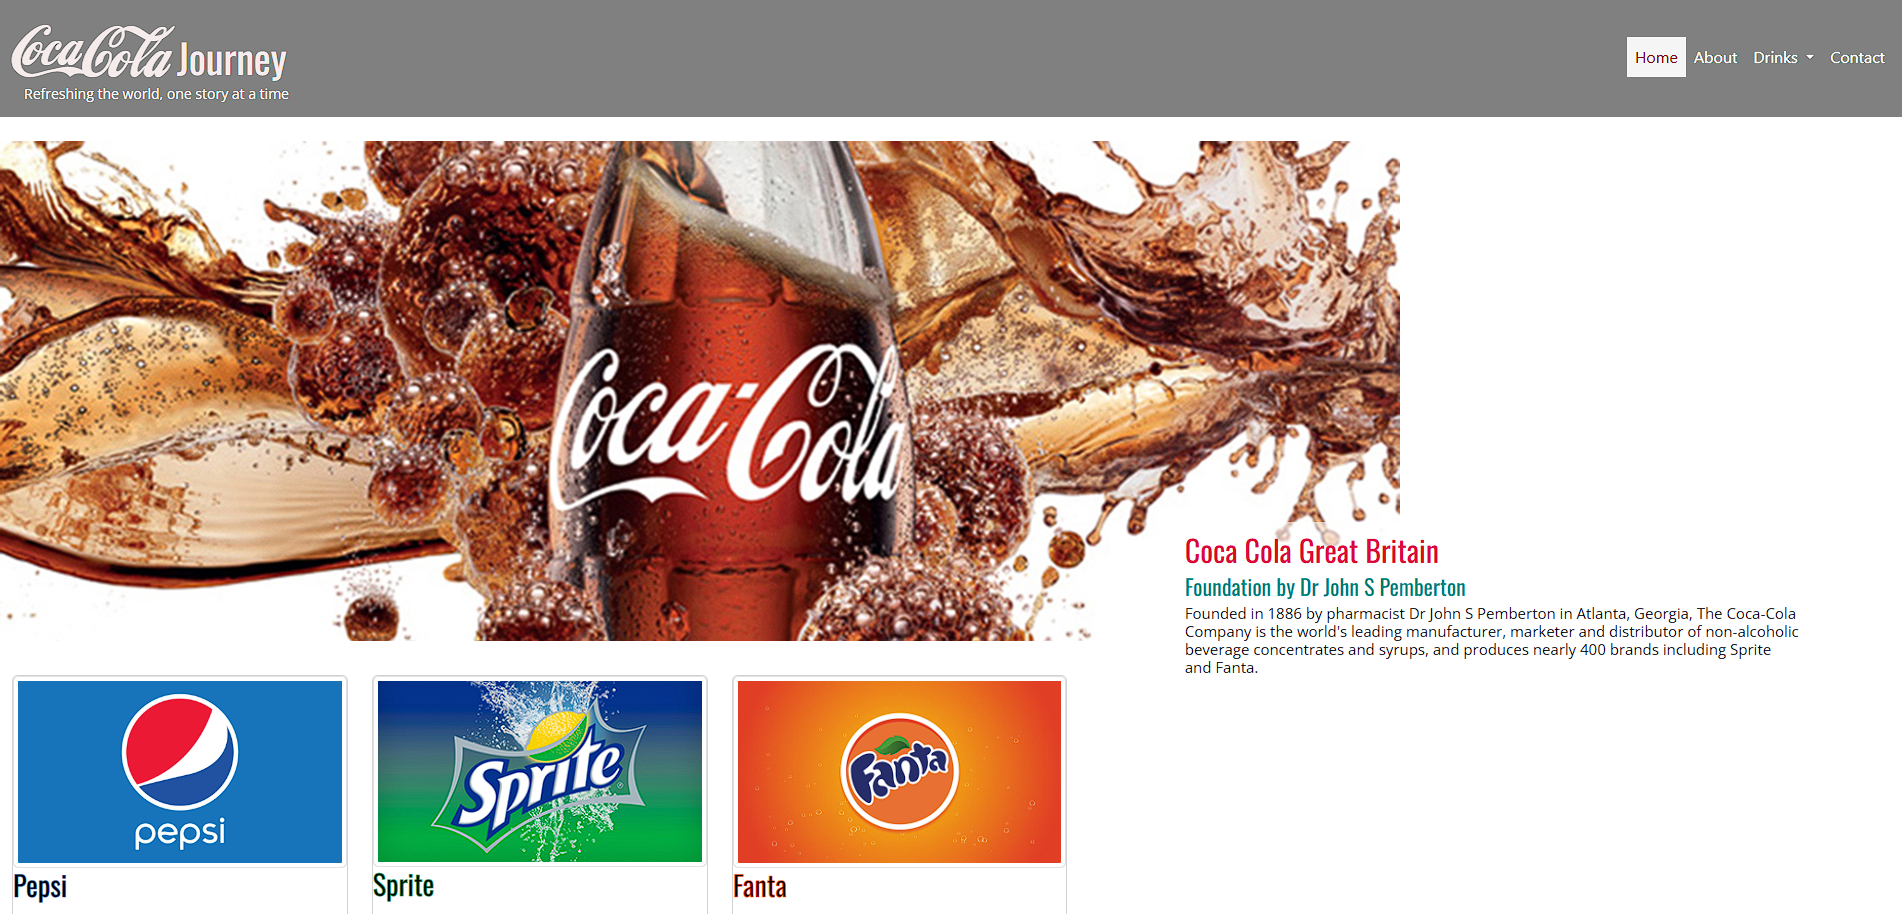 Coca Cola Journey
Refreshing the world, one story at a time
Home About Drinks Contact
Coca-Cola
Coca Cola Great Britain
Foundation by Dr John S Pemberton
Founded in 1886 by pharmacist Dr John S Pemberton in Atlanta, Georgia, The Coca-Cola
Company is the world's leading manufacturer, marketer and distributor of non-alcoholic
beverage concentrates and syrups, and produces nearly 400 brands including Sprite
and Fanta.
pepsi
Sprite
Fanta
Pepsi
Sprite
Fanta